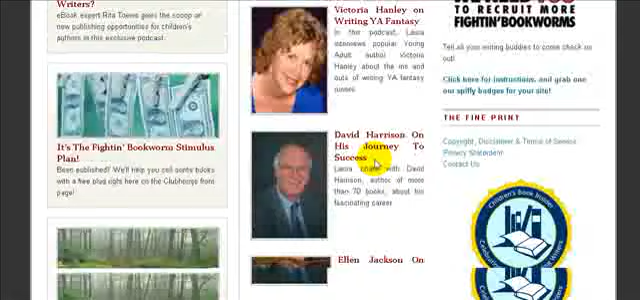 Writers?
eBook expert Rita Toews gives the scoop on
new publishing opportunities for children's
authors in this exclusive podcast.
It's The Fightin' Bookworm Stimulus
Plan!
Been published? We'll help you sell some books
with a free plug right here on the Clubhouse front
page!
Victoria Hanley on
Writing YA Fantasy
In this podcast, Laura
interviews popular Young
Adult author Victoria
Hanley about the ins and
outs of writing YA fantasy
David Harrison On
His Journey To
Success
Laura chats with David
Harrison, author of more
than 70 books, about his
fascinating career
Ellen Jackson On
TO RECRUIT MORE
FIGHTIN' BOOKWORMS
Tell all your writing buddies to come check us
out!
Click here for instructions, and grab one
our spiffy badges for your site!
THE FINE PRINT
Copyright, Disclaimer & Terms of Service
Privacy Statement
Contact Us
Children's Book Insider